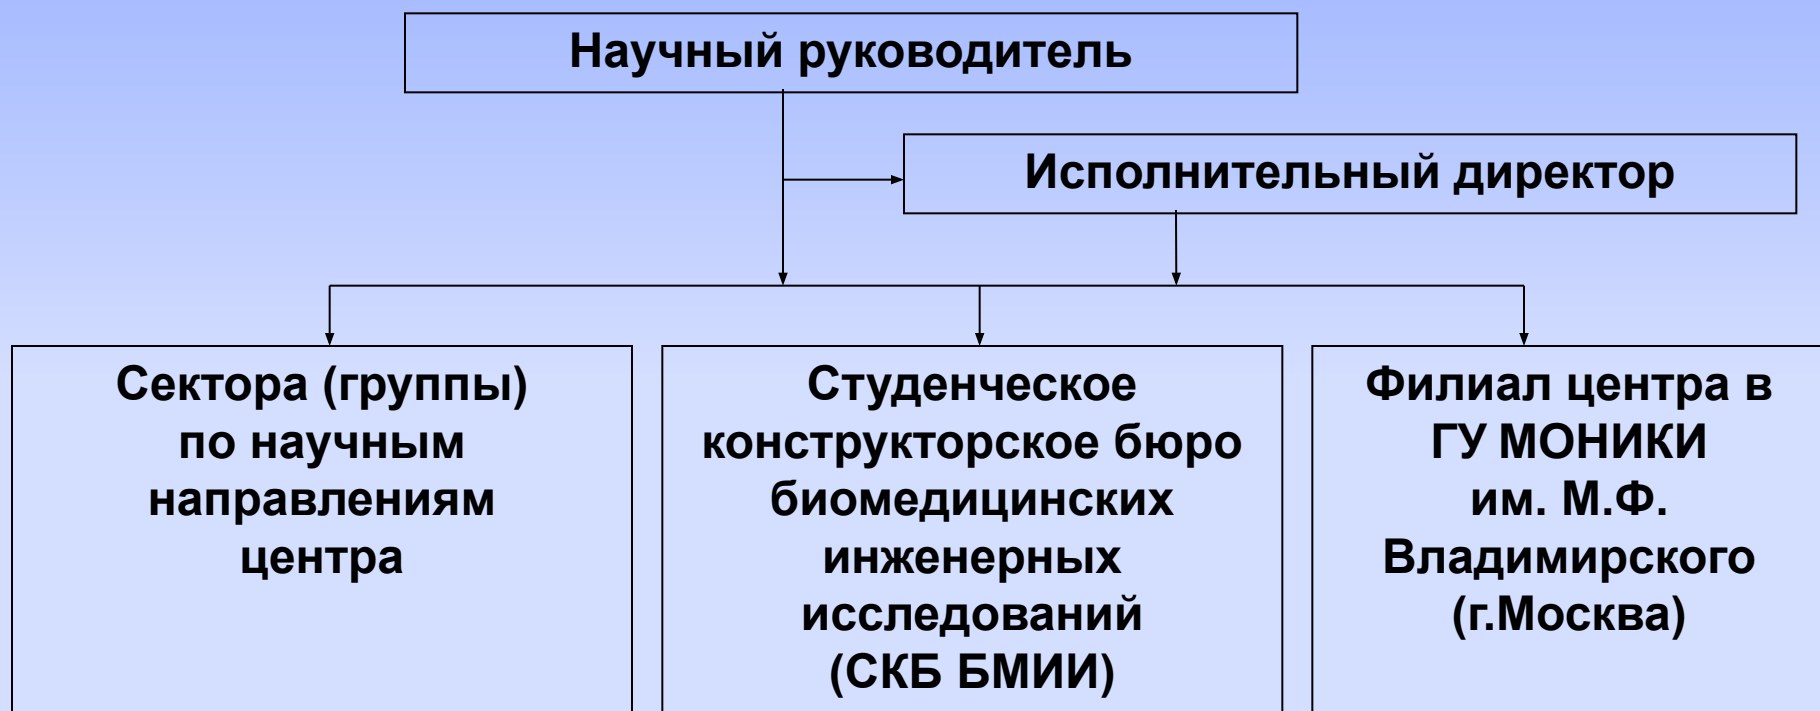 Научный руководитель
Исполнительный директор
Сектора (группы)
по научным
направлениям
центра
Студенческое
конструкторское бюро
биомедицинских
инженерных
исследований
(СКБ БМИИ)
Филиал центра в
ГУ МОНИКИ
им. М.Ф.
Владимирского
(г.Москва)